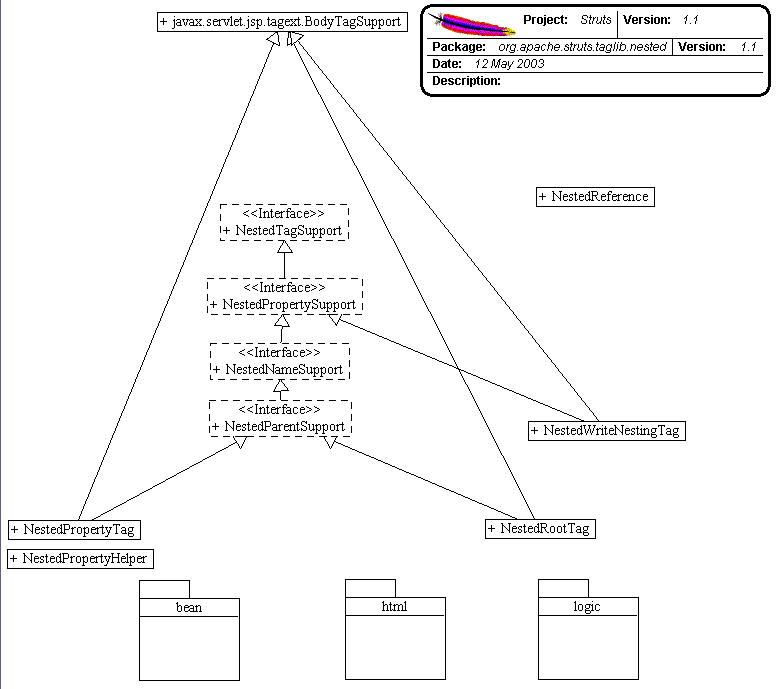 + javax.servlet.jsp.tagext.BodyTagSupport
Project: Struts Version: 1.1
Package: org.apache.struts.taglib.nested Version: 1.1
Date: 12 May 2003
Description:
+ NestedReference
<<Interface>>
+ NestedTagSupport
<<Interface>>
+ NestedPropertySupport
<<Interface>>
+ NestedNameSupport
<<Interface>>
+ NestedParentSupport
+ NestedWriteNestingTag
+ NestedPropertyTag
+ NestedRootTag
+ NestedPropertyHelper
bean
html
logic